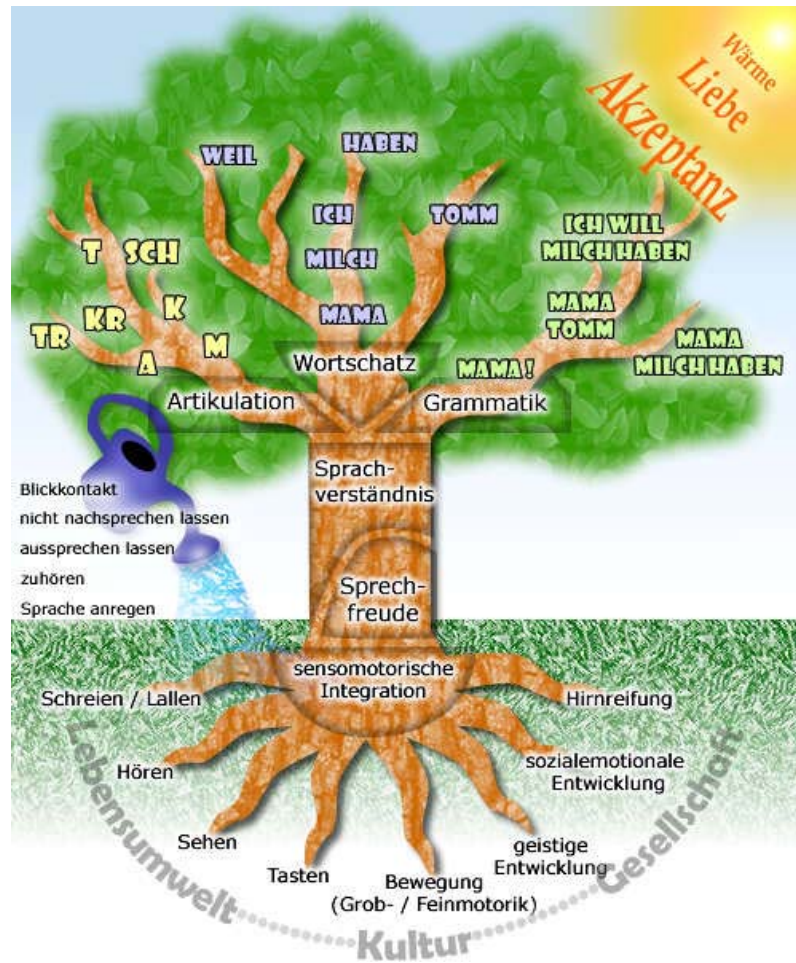 Wärme
Liebe
Akzeptanz
WEIL
HABEN
ICH
TOMM
MILCH
MAMA
T SCH
K
KR
TR
A
M
ICH WILL
MILCH HABEN
MAMA
TOMM
MAMA
MILCH HABEN
MAMA !
Wortschatz
Artikulation
Grammatik
Sprach-
verständnis
Sprech-
freude
Blickkontakt
nicht nachsprechen lassen
aussprechen lassen
zuhören
Sprache anregen
sensomotorische
Integration
Schreien / Lallen
Hören
Sehen
Tasten
Bewegung
(Grob- / Feinmotorik)
geistige
Entwicklung
sozialemotionale
Entwicklung
Hirnreifung
Lebensumwelt
Kultur
Gesellschaft